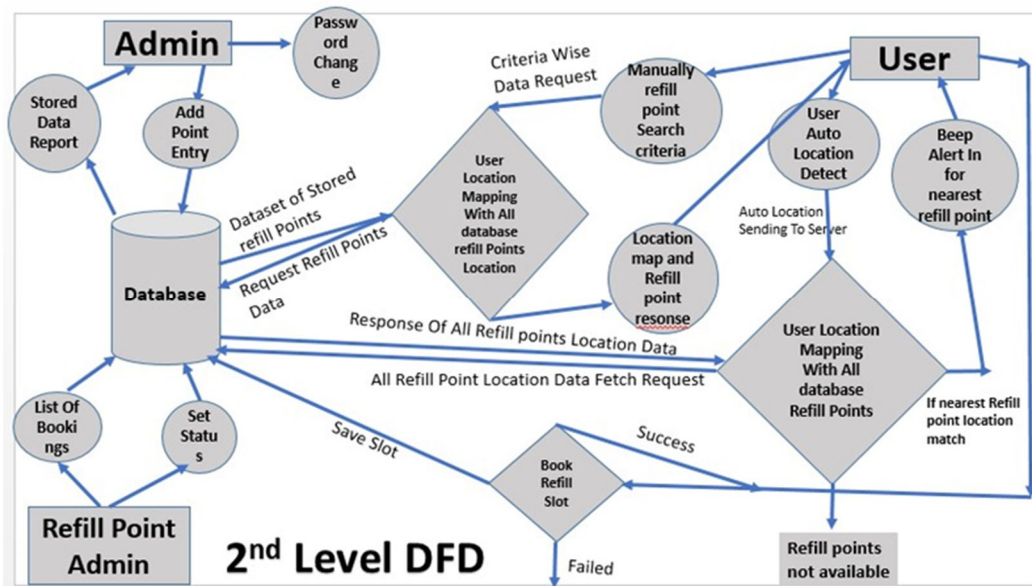 Admin
Passw
ord
Chang
e
Stored
Data
Report
Add
Point
Entry
Database
Dataset of Stored
refill Points
Request Refill Points
Data
Criteria Wise
Data Request
Manually
refill
point
Search
criteria
User
User
Auto
Location
Detect
Beep
Alert In
for
nearest
refill point
User
Location
Mapping
With All
database
refill Points
Location
Location
map and
Refill
point
resonse
Auto Location
Sending To Server
Response Of All Refill points Location Data
All Refill Point Location Data Fetch Request
User Location
Mapping
With All
database
Refill Points
If nearest Refill
point location
match
List Of
Booki
ngs
Set
Statu
s
Save Slot
Success
Book
Refill
Slot
Failed
Refill points
not available
Refill Point
Admin
2nd Level DFD